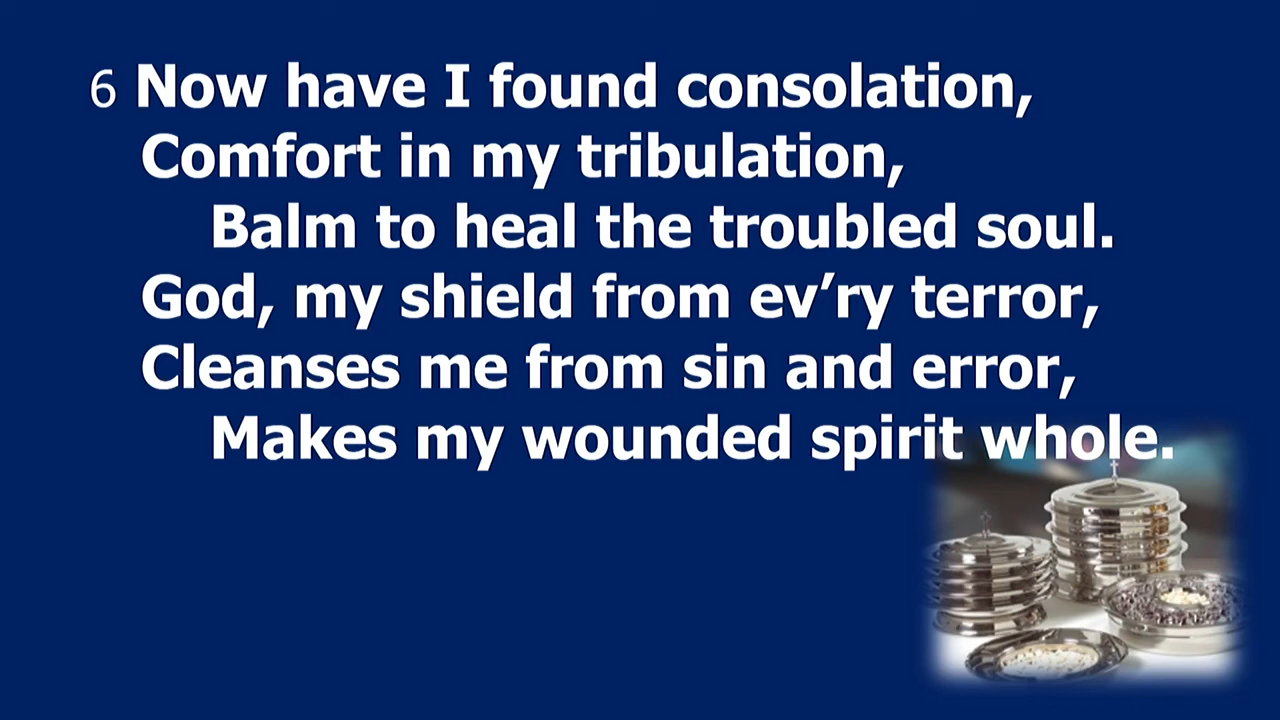 6 Now have I found consolation,
Comfort in my tribulation,
Balm to heal the troubled soul.
God, my shield from ev’ry terror,
Cleanses me from sin and error,
Makes my wounded spirit whole.